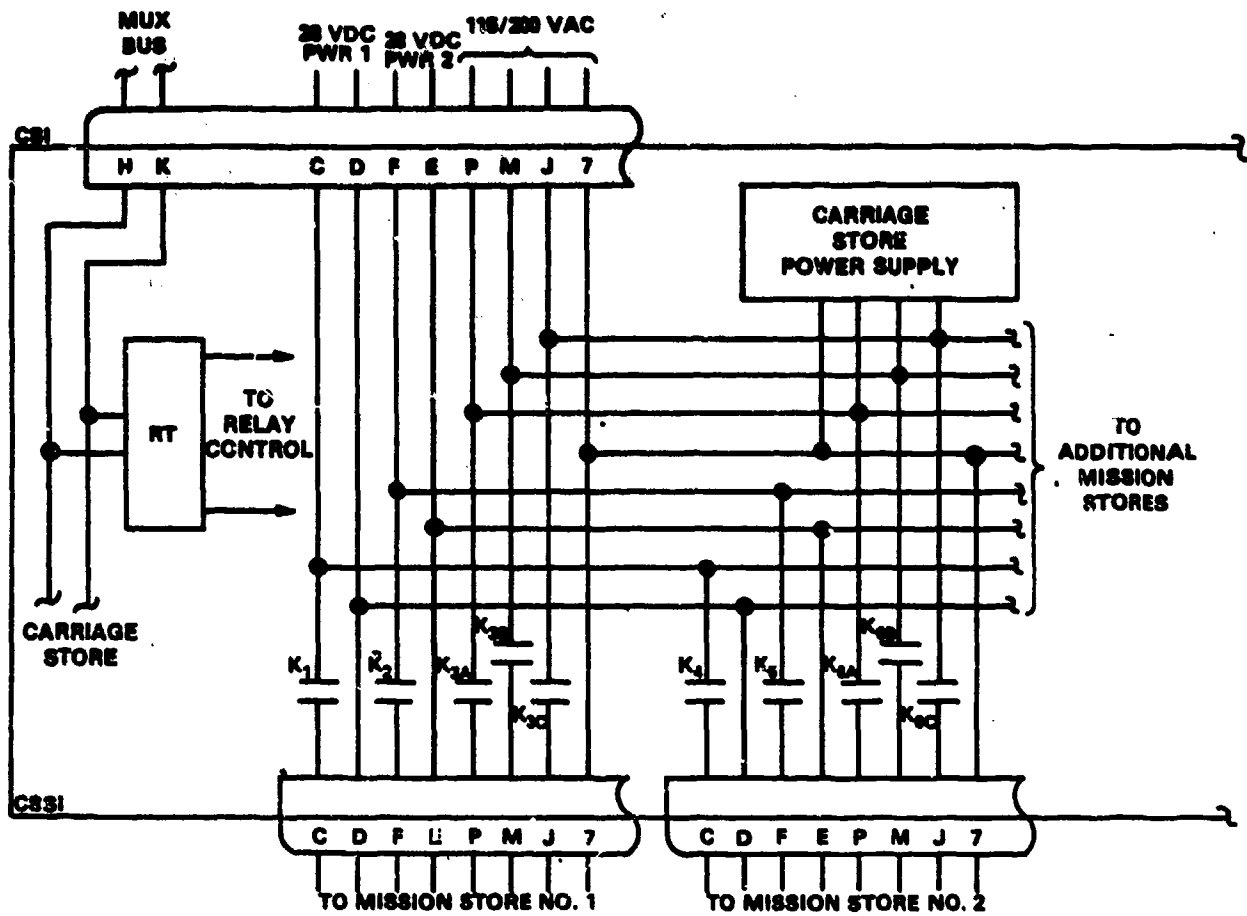 MUX
BUS
28 VDC
PWR 1
28 VDC
PWR 2
115/200 VAC
CSI
H K C D F E P M J 7
CARRIAGE
STORE
POWER SUPPLY
RT
TO
RELAY
CONTROL
TO
ADDITIONAL
MISSION
STORES
CARRIAGE
STORE
K1 K2 K3A K3B K3C K4 K5 K6A K6B K6C
CSSI
C D F E P M J 7
C D F E P M J 7
TO MISSION STORE NO. 1
TO MISSION STORE NO. 2